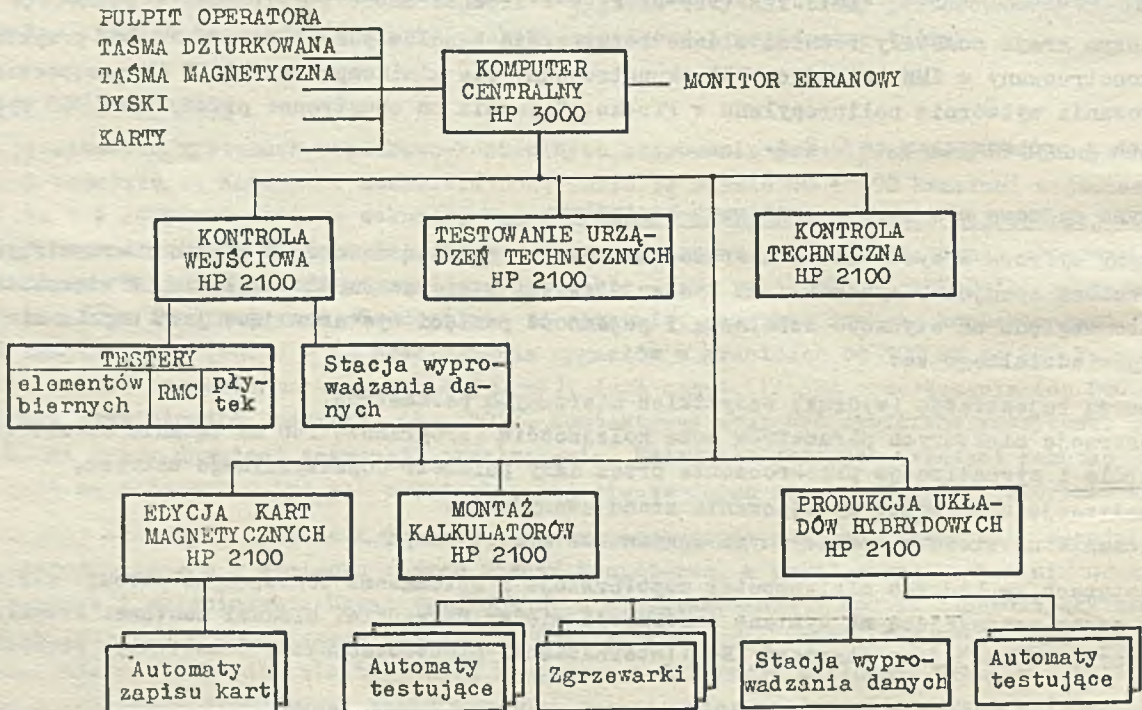 PULPIT OPERATORA
TAŚMA DZIURKOWANA
TAŚMA MAGNETYCZNA
DYSKI
KARTY
KOMPUTER
CENTRALNY
HP 3000
MONITOR EKRANOWY
KONTROLA
WEJŚCIOWA
HP 2100
TESTOWANIE URZĄ-
DZEŃ TECHNICZNYCH
HP 2100
KONTROLA
TECHNICZNA
HP 2100
TESTERY
elementów
biernych
RMC
pły-
tek
Stacja wypro-
wadzania da-
nych
EDYCJA KART
MAGNETYCZNYCH
HP 2100
MONTAŻ
KALKULATORÓW
HP 2100
PRODUKCJA UKŁA-
DÓW HYBRYDOWYCH
HP 2100
Automaty
zapisu kart
Automaty
testujące
Zgrzewarki
Stacja wypro-
wadzania danych
Automaty
testujące